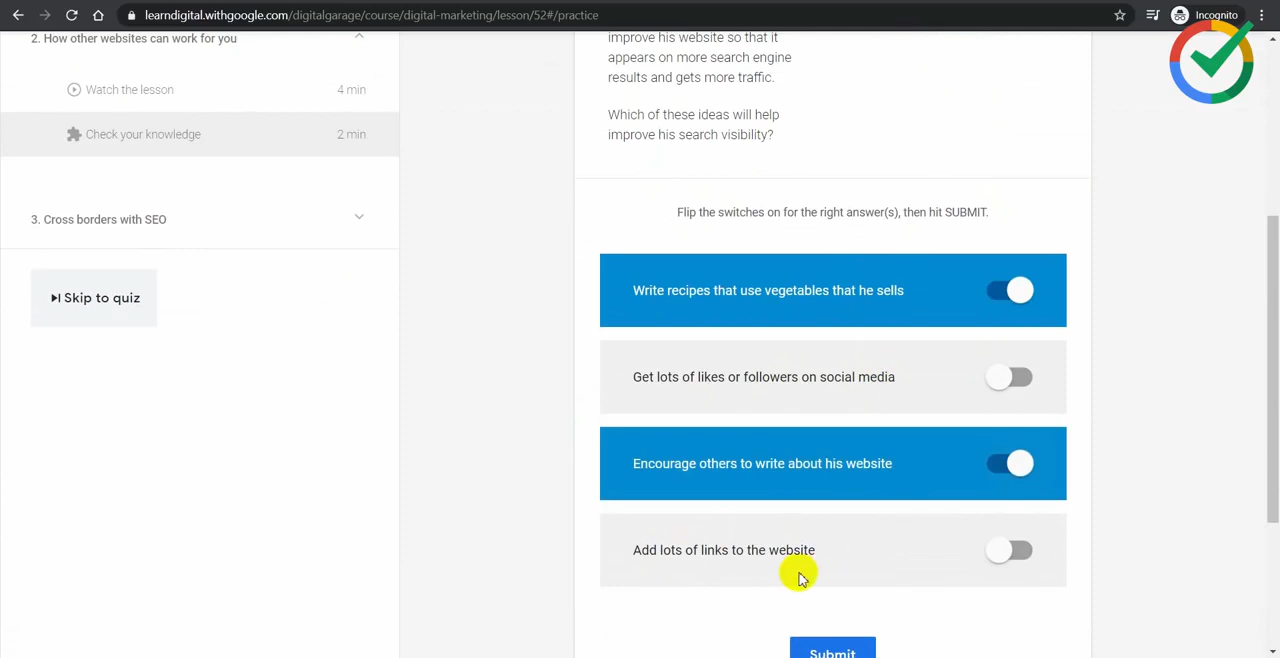 learndigital.withgoogle.com/digitalgarage/course/digital-marketing/lesson/52#/practice
Incognito
2. How other websites can work for you
Watch the lesson
4 min
Check your knowledge
2 min
3. Cross borders with SEO
Skip to quiz
improve his website so that it
appears on more search engine
results and gets more traffic.
Which of these ideas will help
improve his search visibility?
Flip the switches on for the right answer(s), then hit SUBMIT.
Write recipes that use vegetables that he sells
Get lots of likes or followers on social media
Encourage others to write about his website
Add lots of links to the website
Submit